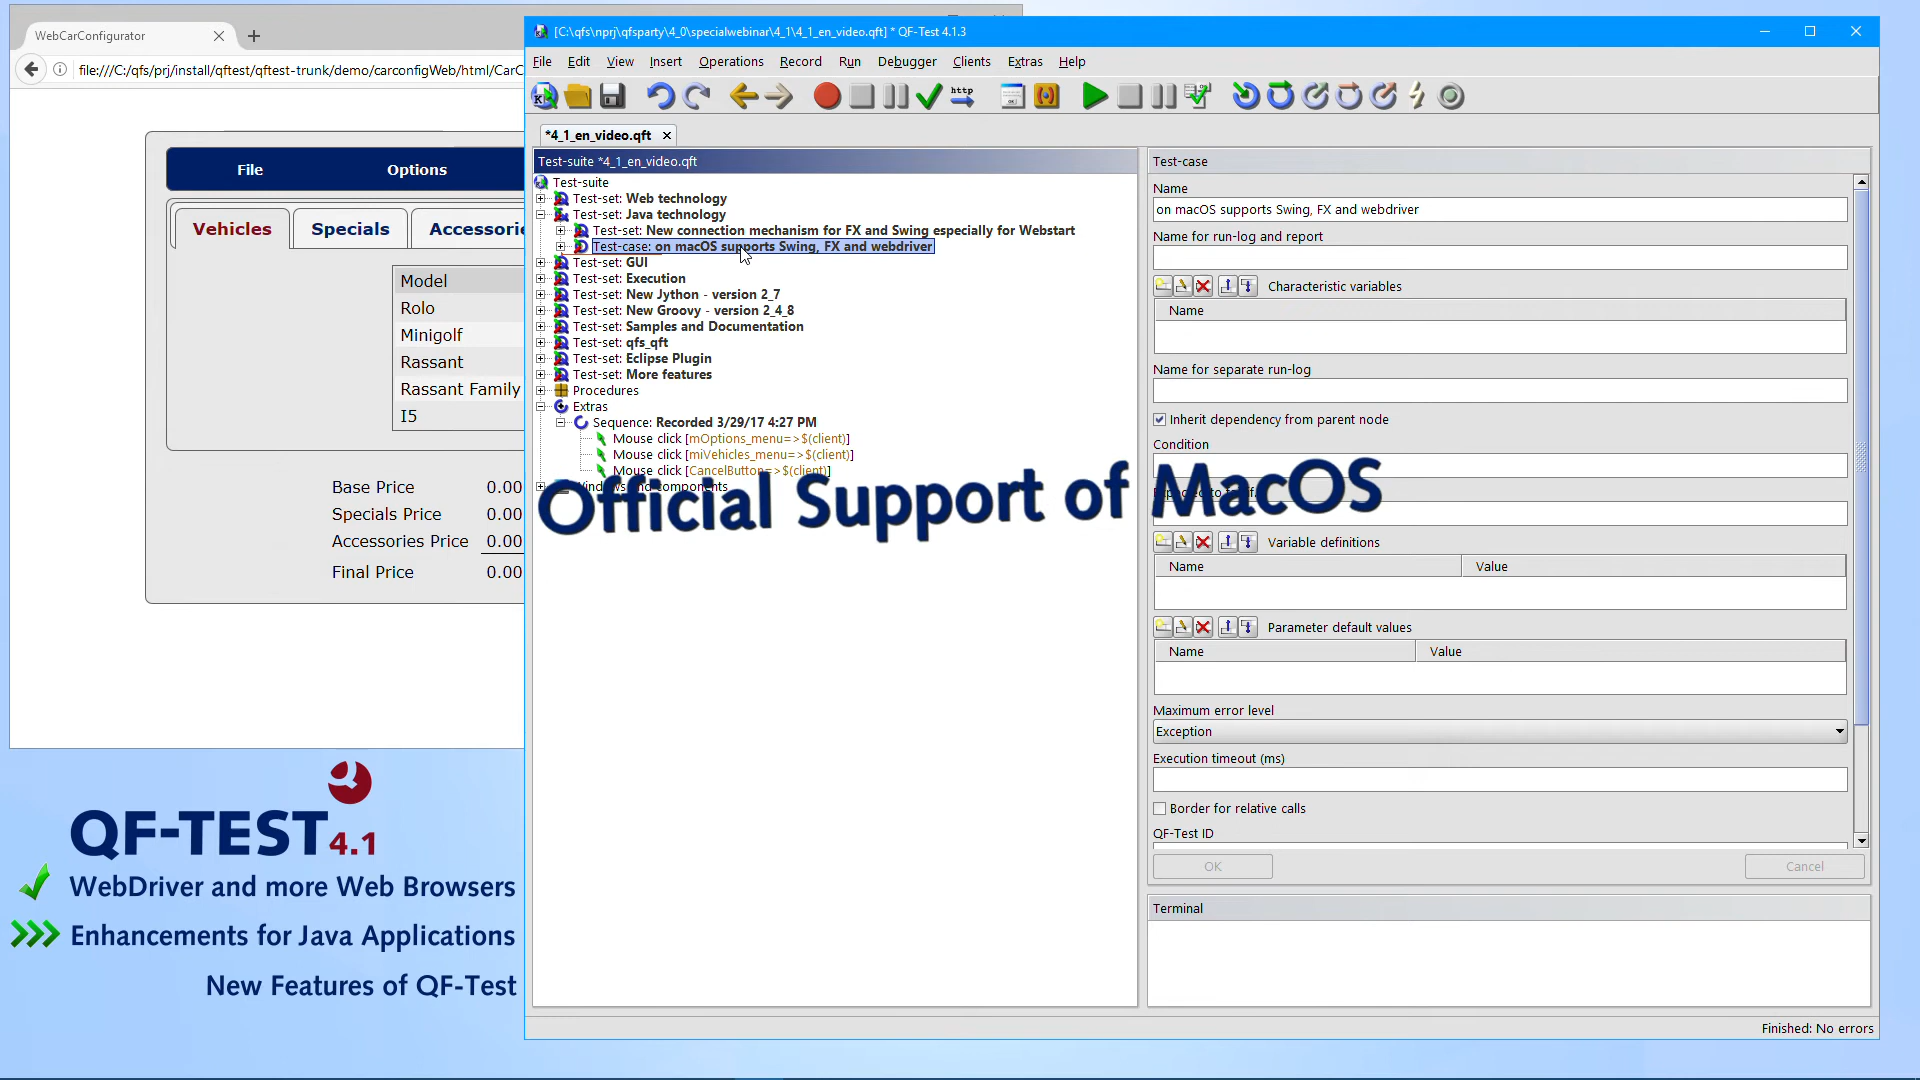 WebCarConfigurator
file:///C:/qfs/prj/install/qftest/qftest-trunk/demo/carconfigWeb/html/CarC
File Options
Vehicles Specials Accesso
Model
Rolo
Minigolf
Rassant
Rassant Family
I5
Base Price 0.00
Specials Price 0.00
Accessories Price 0.00
Final Price 0.00
QF-TEST 4.1
WebDriver and more Web Browsers
Enhancements for Java Applications
New Features of QF-Test
[C:\qfs\nprj\qfsparty\4_0\specialwebinar\4_1\4_1_en_video.qft] * QF-Test 4.1.3
File Edit View Insert Operations Record Run Debugger Clients Extras Help
http
*4_1_en_video.qft
Test-suite *4_1_en_video.qft
Test-suite
Test-set: Web technology
Test-set: Java technology
Test-set: New connection mechanism for FX and Swing especially for Webstart
Test-case: on macOS supports Swing, FX and webdriver
Test-set: GUI
Test-set: Execution
Test-set: New Jython - version 2_7
Test-set: New Groovy - version 2_4_8
Test-set: Samples and Documentation
Test-set: qfs_qft
Test-set: Eclipse Plugin
Test-set: More features
Procedures
Extras
Sequence: Recorded 3/29/17 4:27 PM
Mouse click [mOptions_menu=>$(client)]
Mouse click [miVehicles_menu=>$(client)]
Mouse click [CancelButton=>$(client)]
Windows and components
Official Support of MacOS
Test-case
Name
on macOS supports Swing, FX and webdriver
Name for run-log and report
Characteristic variables
Name
Name for separate run-log
Inherit dependency from parent node
Condition
Variable definitions
Name Value
Parameter default values
Name Value
Maximum error level
Exception
Execution timeout (ms)
Border for relative calls
QF-Test ID
OK Cancel
Terminal
Finished: No errors